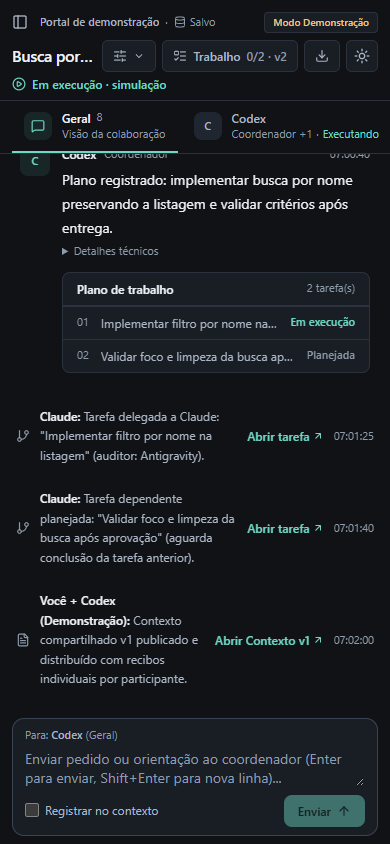 Portal de demonstração · Salvo
Modo Demonstração
Busca por...
Trabalho 0/2 · v2
Em execução · simulação
Geral 8
Visão da colaboração
C
Codex
Coordenador +1 · Executando
C
Codex Coordenador 07:00:40
Plano registrado: implementar busca por nome
preservando a listagem e validar critérios após
entrega.
Detalhes técnicos
Plano de trabalho
2 tarefa(s)
01 Implementar filtro por nome na... Em execução
02 Validar foco e limpeza da busca ap... Planejada
Claude: Tarefa delegada a Claude:
"Implementar filtro por nome na
listagem" (auditor: Antigravity).
Abrir tarefa 07:01:25
Claude: Tarefa dependente
planejada: "Validar foco e limpeza da
busca após aprovação" (aguarda
conclusão da tarefa anterior).
Abrir tarefa 07:01:40
Você + Codex
(Demonstração): Contexto
compartilhado v1 publicado e
distribuído com recibos
individuais por participante.
Abrir Contexto v1 07:02:00
Para: Codex (Geral)
Enviar pedido ou orientação ao coordenador (Enter
para enviar, Shift+Enter para nova linha)...
Registrar no contexto
Enviar